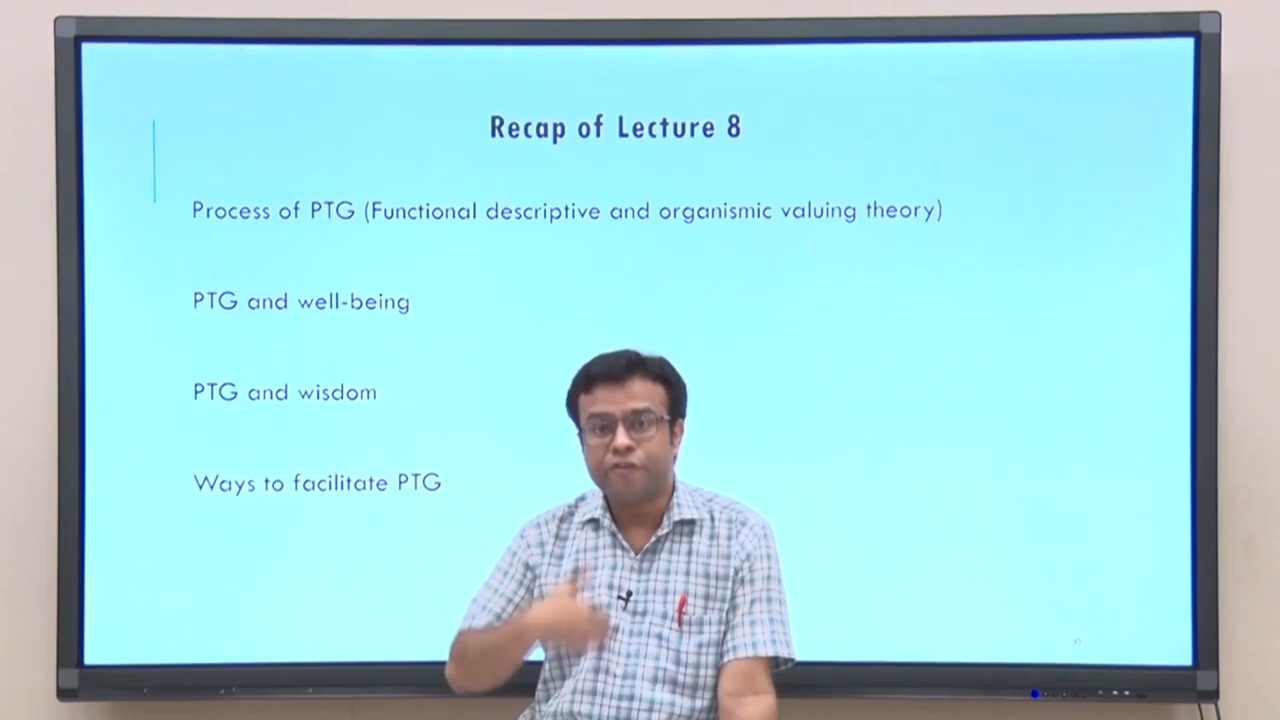 Recap of Lecture 8
Process of PTG (Functional descriptive and organismic valuing theory)
PTG and well-being
PTG and wisdom
Ways to facilitate PTG